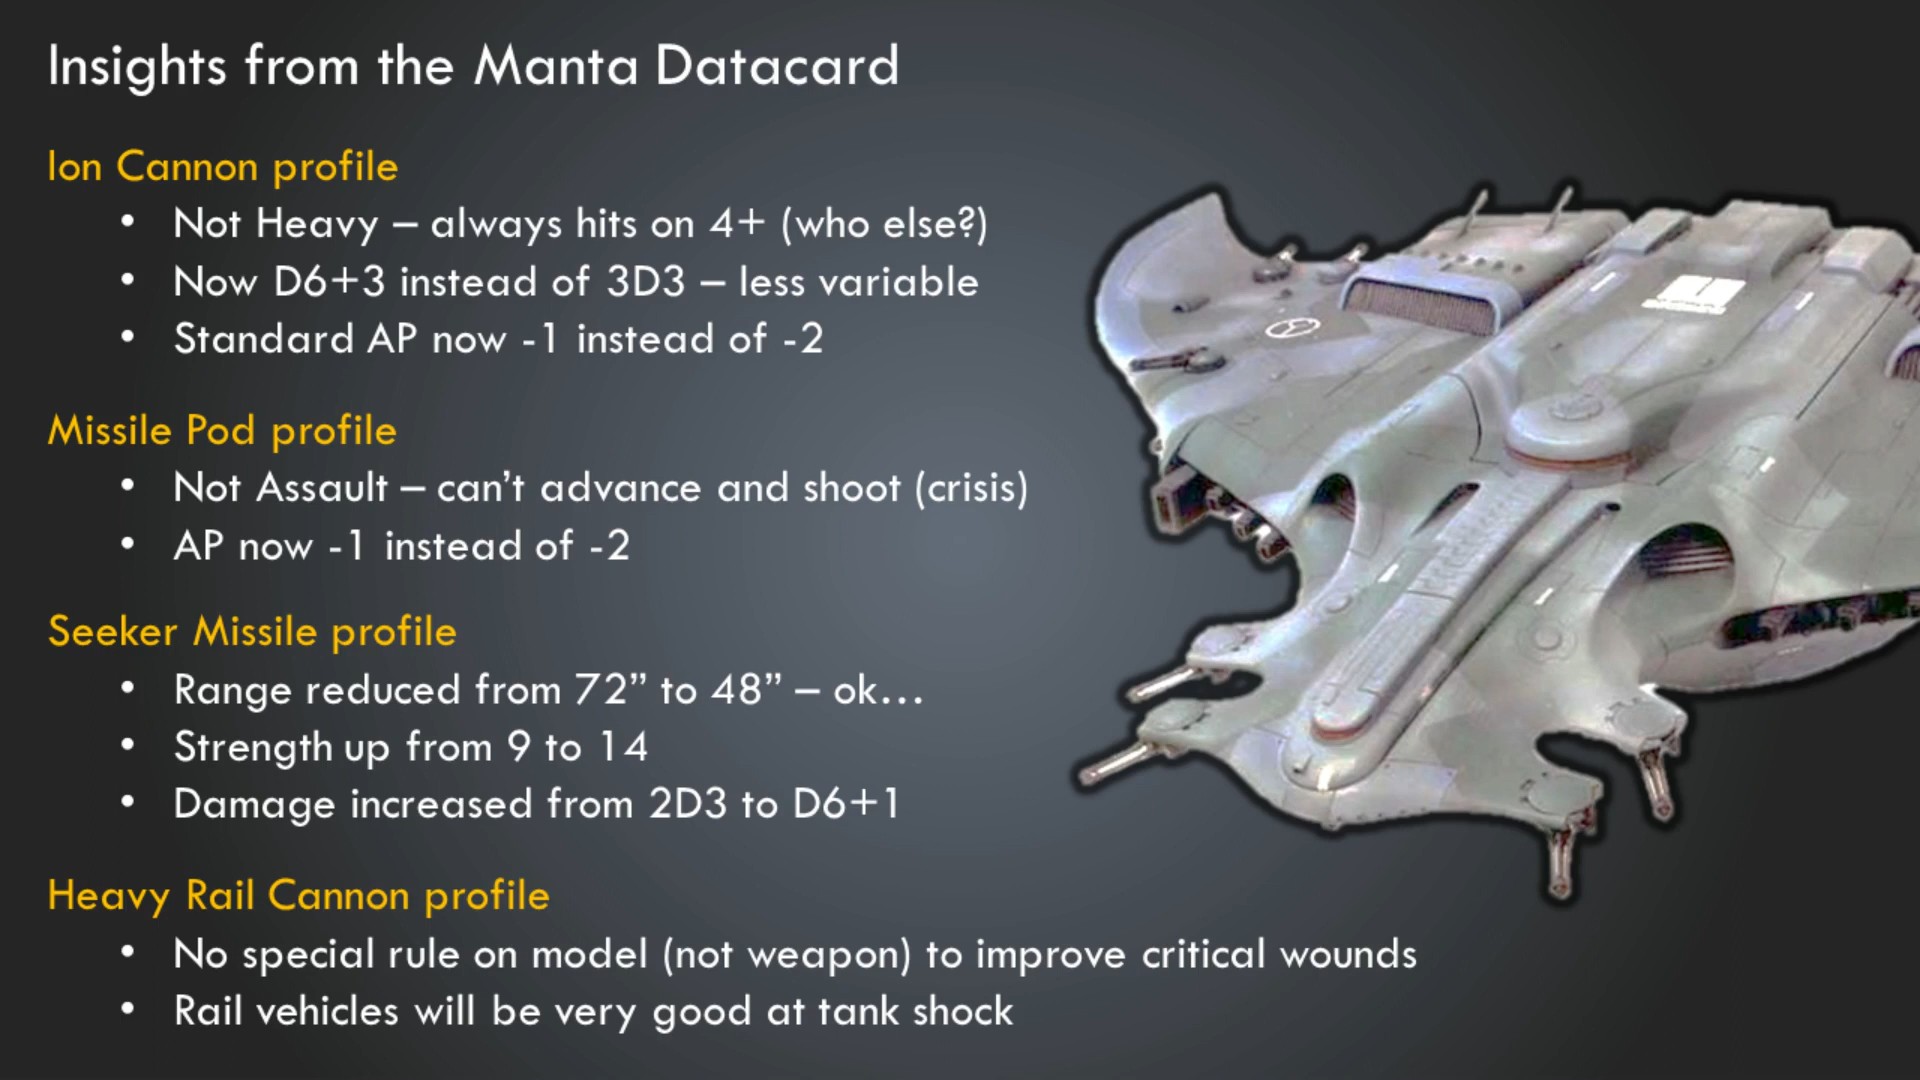 Insights from the Manta Datacard
Ion Cannon profile
• Not Heavy – always hits on 4+ (who else?)
• Now D6+3 instead of 3D3 – less variable
• Standard AP now -1 instead of -2
Missile Pod profile
• Not Assault – can’t advance and shoot (crisis)
• AP now -1 instead of -2
Seeker Missile profile
• Range reduced from 72” to 48” – ok…
• Strength up from 9 to 14
• Damage increased from 2D3 to D6+1
Heavy Rail Cannon profile
• No special rule on model (not weapon) to improve critical wounds
• Rail vehicles will be very good at tank shock